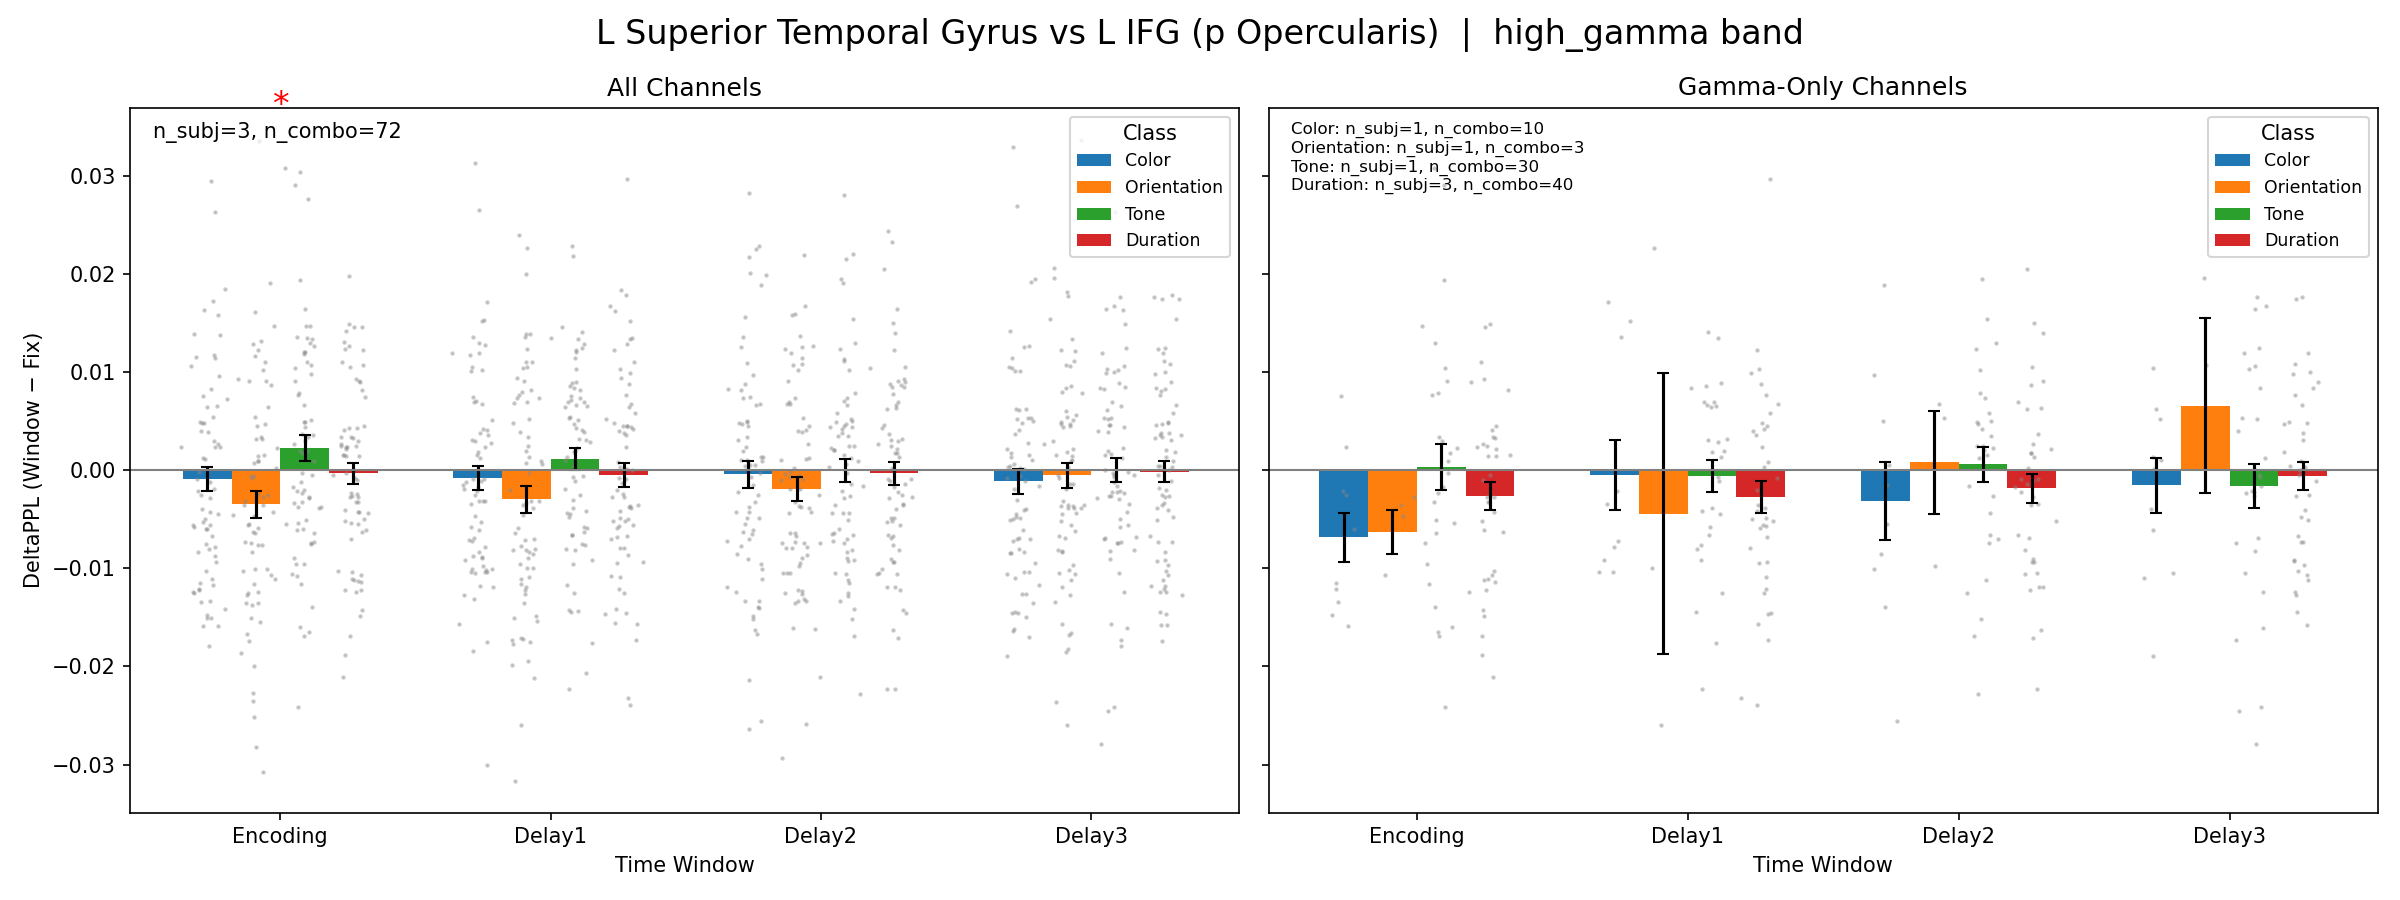 L Superior Temporal Gyrus vs L IFG (p Opercularis)  |  high_gamma band
All Channels
*
n_subj=3, n_combo=72
Class
Color
Orientation
Tone
Duration
0.03
0.02
0.01
0.00
−0.01
−0.02
−0.03
DeltaPPL (Window − Fix)
Encoding
Delay1
Delay2
Delay3
Time Window
Gamma-Only Channels
Color: n_subj=1, n_combo=10
Orientation: n_subj=1, n_combo=3
Tone: n_subj=1, n_combo=30
Duration: n_subj=3, n_combo=40
Class
Color
Orientation
Tone
Duration
Encoding
Delay1
Delay2
Delay3
Time Window